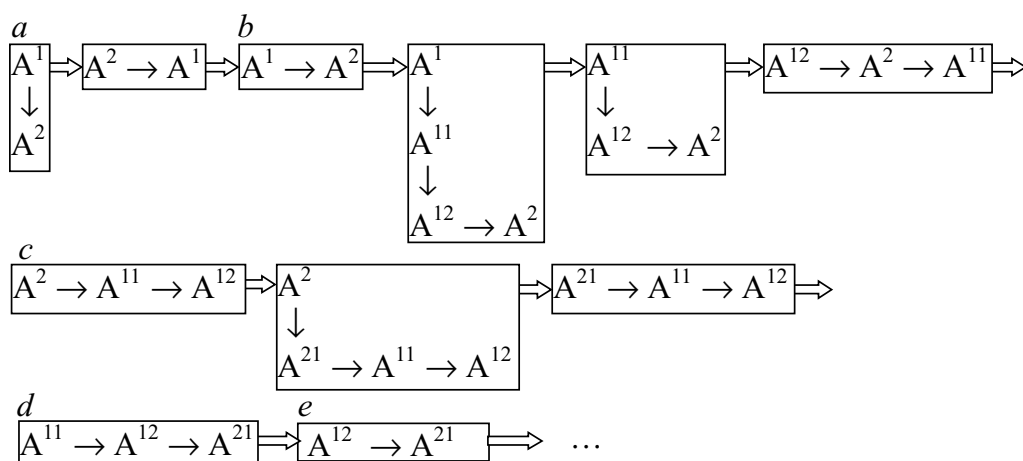 a b
A¹ ⇒ A² → A¹ ⇒ A¹ → A² ⇒ A¹ ⇒ A¹¹ ⇒ A¹² → A² → A¹¹ ⇒
↓ ↓ ↓
A² A¹¹ A¹² → A²
↓
A¹² → A²
c
A² → A¹¹ → A¹² ⇒ A² ⇒ A²¹ → A¹¹ → A¹² ⇒
↓
A²¹ → A¹¹ → A¹²
d e
A¹¹ → A¹² → A²¹ ⇒ A¹² → A²¹ ⇒ …